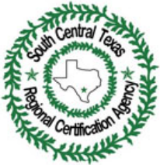 South Central Texas
Regional Certification Agency